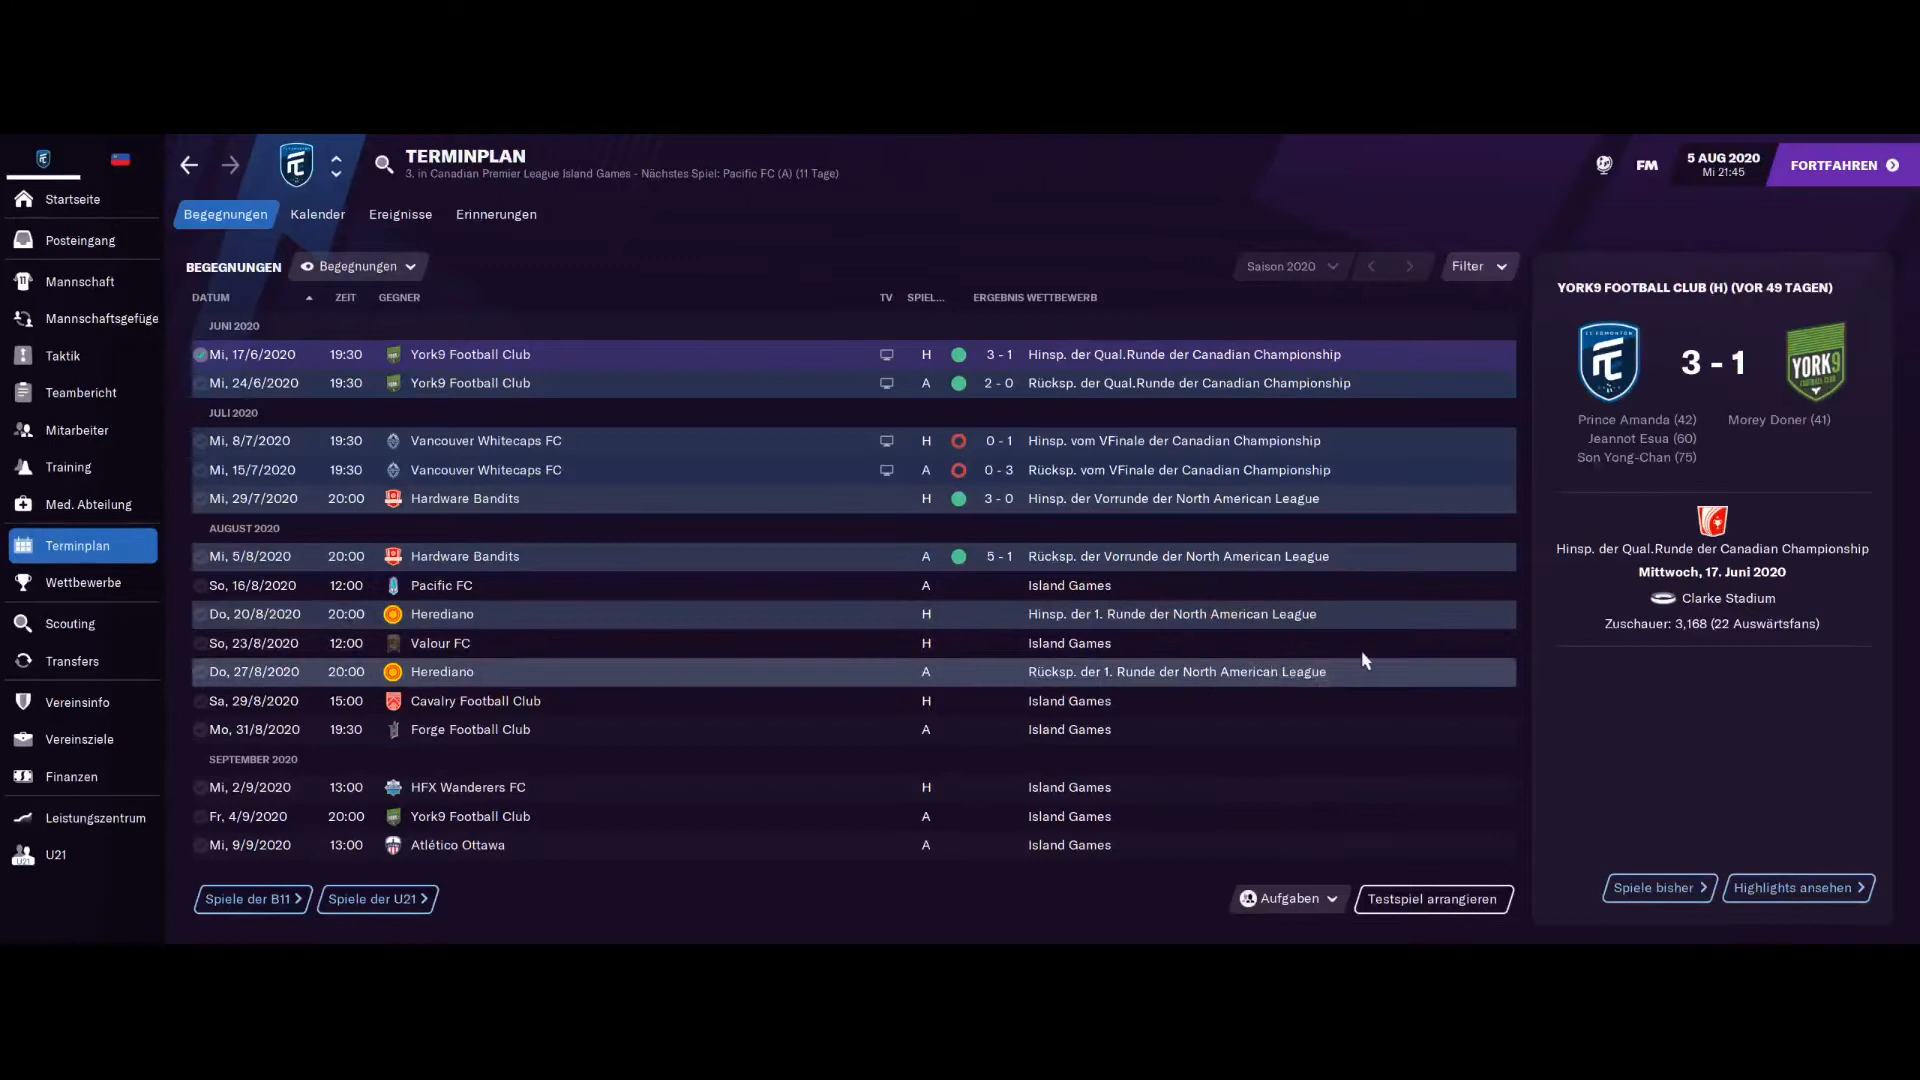 TERMINPLAN
3. in Canadian Premier League Island Games - Nächstes Spiel: Pacific FC (A) (11 Tage)
FM
5 AUG 2020
Mi 21:45
FORTFAHREN
Startseite
Posteingang
Mannschaft
Mannschaftsgefüge
Taktik
Teambericht
Mitarbeiter
Training
Med. Abteilung
Terminplan
Wettbewerbe
Scouting
Transfers
Vereinsinfo
Vereinsziele
Finanzen
Leistungszentrum
U21
Begegnungen Kalender Ereignisse Erinnerungen
BEGEGNUNGEN Begegnungen Saison 2020 Filter
DATUM ZEIT GEGNER TV SPIEL... ERGEBNIS WETTBEWERB
JUNI 2020
Mi, 17/6/2020 19:30 York9 Football Club H 3 - 1 Hinsp. der Qual.Runde der Canadian Championship
Mi, 24/6/2020 19:30 York9 Football Club A 2 - 0 Rücksp. der Qual.Runde der Canadian Championship
JULI 2020
Mi, 8/7/2020 19:30 Vancouver Whitecaps FC H 0 - 1 Hinsp. vom VFinale der Canadian Championship
Mi, 15/7/2020 19:30 Vancouver Whitecaps FC A 0 - 3 Rücksp. vom VFinale der Canadian Championship
Mi, 29/7/2020 20:00 Hardware Bandits H 3 - 0 Hinsp. der Vorrunde der North American League
AUGUST 2020
Mi, 5/8/2020 20:00 Hardware Bandits A 5 - 1 Rücksp. der Vorrunde der North American League
So, 16/8/2020 12:00 Pacific FC A Island Games
Do, 20/8/2020 20:00 Herediano H Hinsp. der 1. Runde der North American League
So, 23/8/2020 12:00 Valour FC H Island Games
Do, 27/8/2020 20:00 Herediano A Rücksp. der 1. Runde der North American League
Sa, 29/8/2020 15:00 Cavalry Football Club H Island Games
Mo, 31/8/2020 19:30 Forge Football Club A Island Games
SEPTEMBER 2020
Mi, 2/9/2020 13:00 HFX Wanderers FC H Island Games
Fr, 4/9/2020 20:00 York9 Football Club A Island Games
Mi, 9/9/2020 13:00 Atlético Ottawa A Island Games
Spiele der B11 Spiele der U21 Aufgaben Testspiel arrangieren
YORK9 FOOTBALL CLUB (H) (VOR 49 TAGEN)
3 - 1
Prince Amanda (42) Morey Doner (41)
Jeannot Esua (60)
Son Yong-Chan (75)
Hinsp. der Qual.Runde der Canadian Championship
Mittwoch, 17. Juni 2020
Clarke Stadium
Zuschauer: 3,168 (22 Auswärtsfans)
Spiele bisher Highlights ansehen